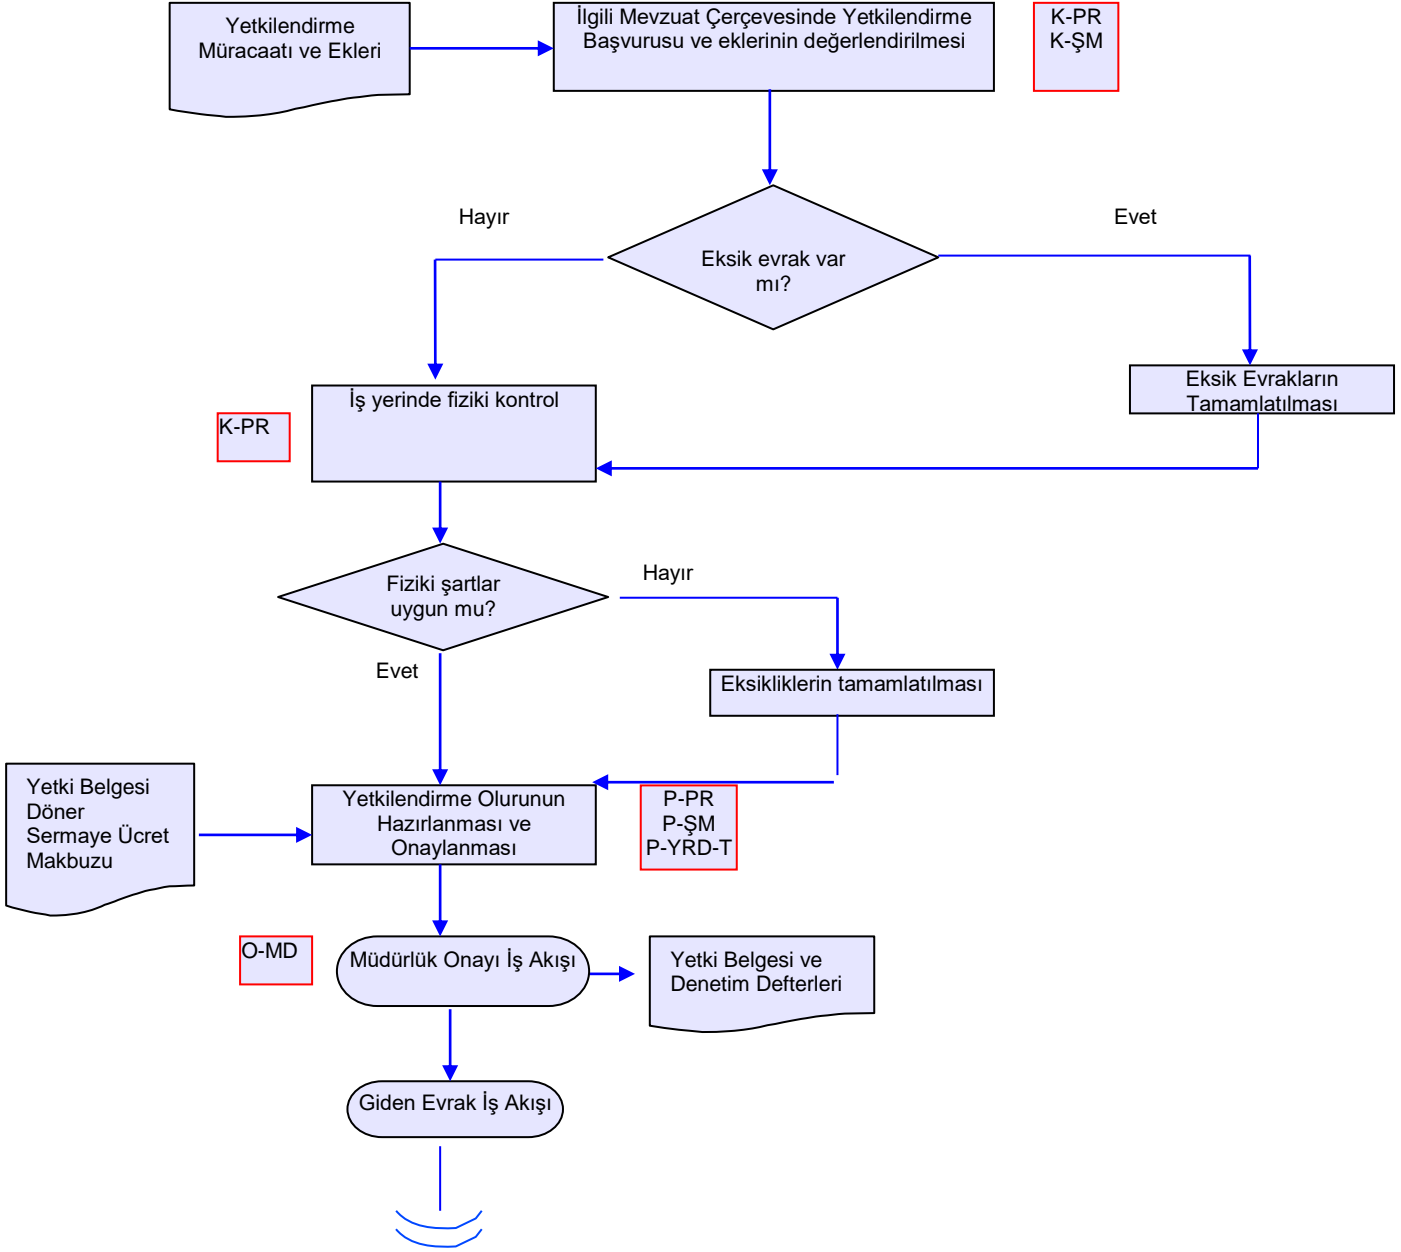 Yetkilendirme
Müracaatı ve Ekleri
İlgili Mevzuat Çerçevesinde Yetkilendirme
Başvurusu ve eklerinin değerlendirilmesi
K-PR
K-ŞM
Hayır
Evet
Eksik evrak var
mı?
Eksik Evrakların
Tamamlatılması
İş yerinde fiziki kontrol
K-PR
Fiziki şartlar
uygun mu?
Hayır
Evet
Eksikliklerin tamamlatılması
Yetki Belgesi
Döner
Sermaye Ücret
Makbuzu
Yetkilendirme Olurunun
Hazırlanması ve
Onaylanması
P-PR
P-ŞM
P-YRD-T
O-MD
Müdürlük Onayı İş Akışı
Yetki Belgesi ve
Denetim Defterleri
Giden Evrak İş Akışı